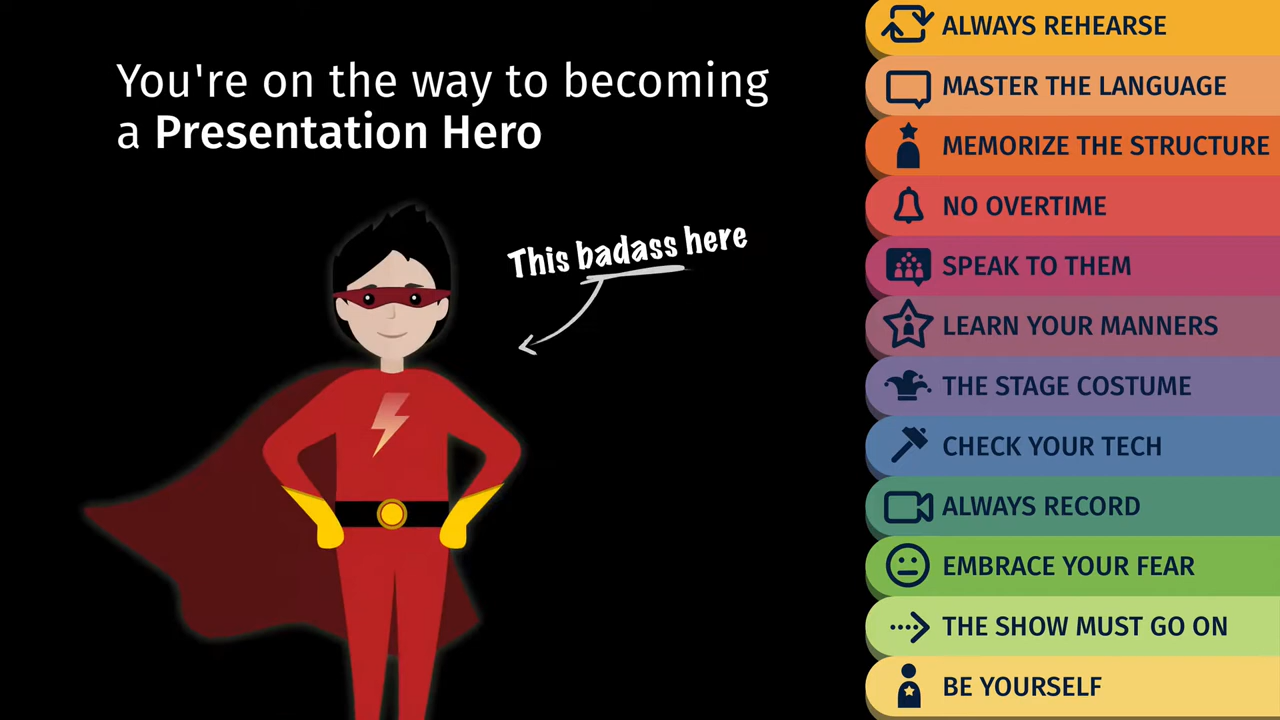 You're on the way to becoming
a Presentation Hero
This badass here
ALWAYS REHEARSE
MASTER THE LANGUAGE
MEMORIZE THE STRUCTURE
NO OVERTIME
SPEAK TO THEM
LEARN YOUR MANNERS
THE STAGE COSTUME
CHECK YOUR TECH
ALWAYS RECORD
EMBRACE YOUR FEAR
THE SHOW MUST GO ON
BE YOURSELF